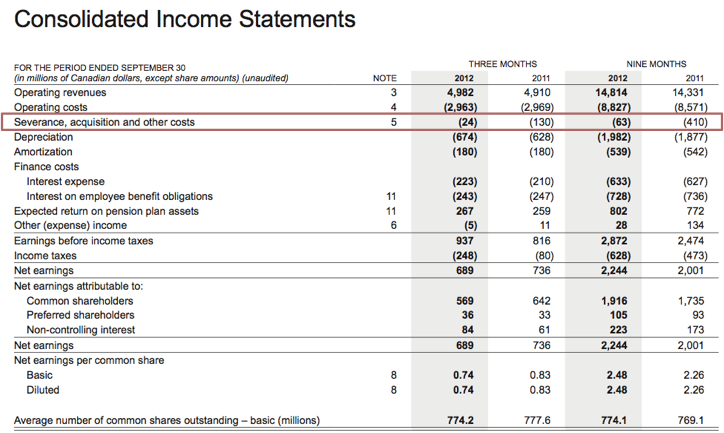 Consolidated Income Statements
FOR THE PERIOD ENDED SEPTEMBER 30 THREE MONTHS NINE MONTHS
(in millions of Canadian dollars, except share amounts) (unaudited) NOTE 2012 2011 2012 2011
Operating revenues 3 4,982 4,910 14,814 14,331
Operating costs 4 (2,963) (2,969) (8,827) (8,571)
Severance, acquisition and other costs 5 (24) (130) (63) (410)
Depreciation (674) (628) (1,982) (1,877)
Amortization (180) (180) (539) (542)
Finance costs
Interest expense (223) (210) (633) (627)
Interest on employee benefit obligations 11 (243) (247) (728) (736)
Expected return on pension plan assets 11 267 259 802 772
Other (expense) income 6 (5) 11 28 134
Earnings before income taxes 937 816 2,872 2,474
Income taxes (248) (80) (628) (473)
Net earnings 689 736 2,244 2,001
Net earnings attributable to:
Common shareholders 569 642 1,916 1,735
Preferred shareholders 36 33 105 93
Non-controlling interest 84 61 223 173
Net earnings 689 736 2,244 2,001
Net earnings per common share
Basic 8 0.74 0.83 2.48 2.26
Diluted 8 0.74 0.83 2.48 2.26
Average number of common shares outstanding – basic (millions) 774.2 777.6 774.1 769.1